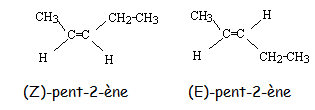 CH3 CH2-CH3 CH3 H
C=C C=C
H H H CH2-CH3
(Z)-pent-2-ène (E)-pent-2-ène